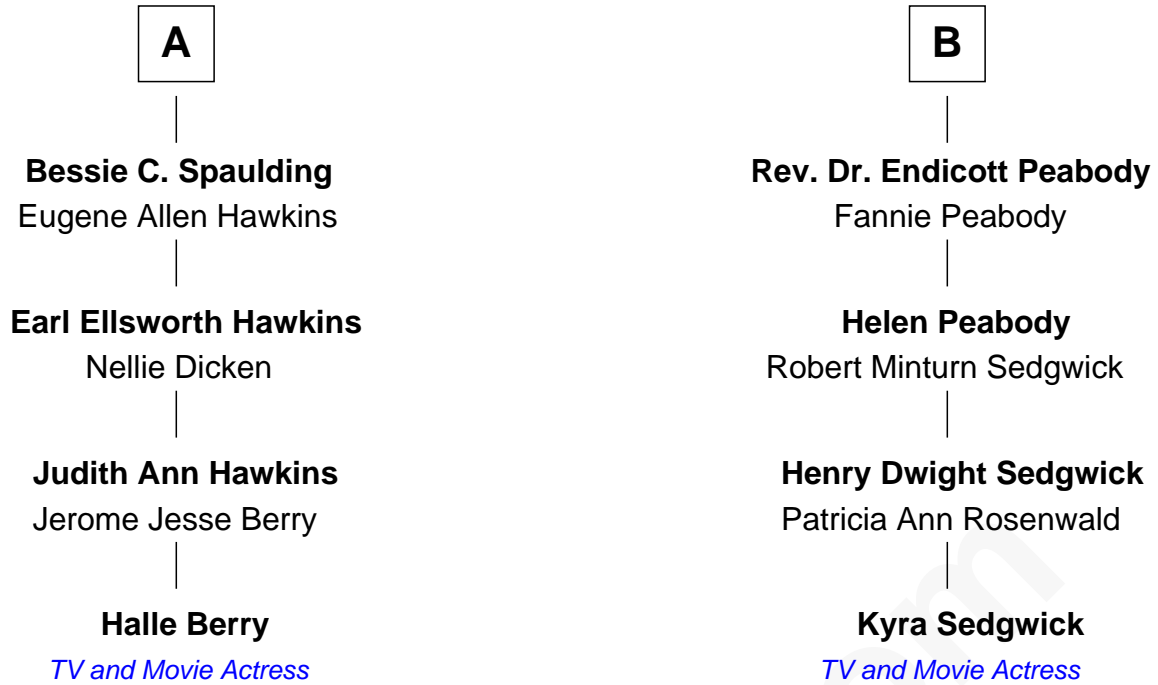 A
Bessie C. Spaulding
Eugene Allen Hawkins
Earl Ellsworth Hawkins
Nellie Dicken
Judith Ann Hawkins
Jerome Jesse Berry
Halle Berry
TV and Movie Actress
B
Rev. Dr. Endicott Peabody
Fannie Peabody
Helen Peabody
Robert Minturn Sedgwick
Henry Dwight Sedgwick
Patricia Ann Rosenwald
Kyra Sedgwick
TV and Movie Actress